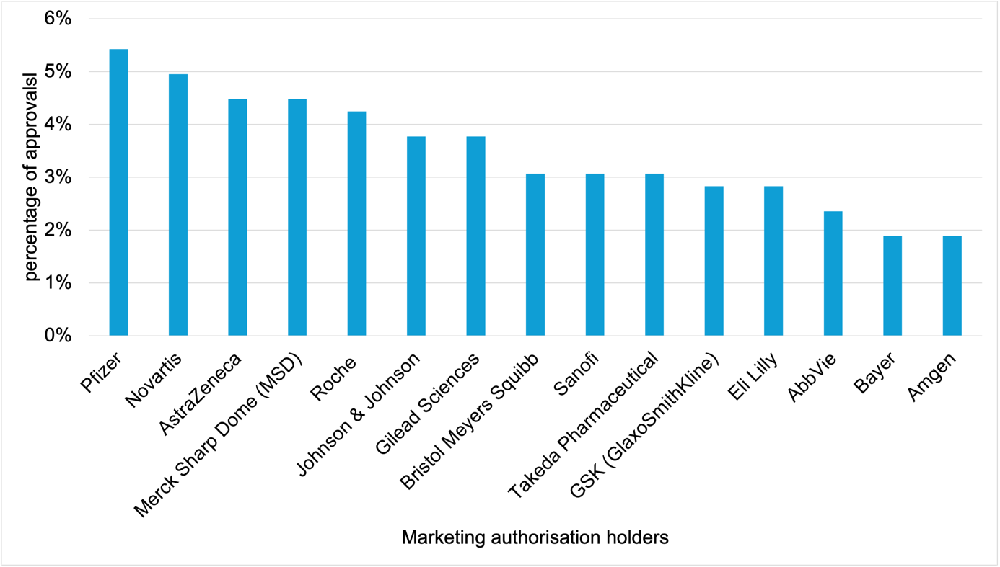 6%
5%
4%
3%
2%
1%
0%
percentage of approvalsl
Pfizer
Novartis
AstraZeneca
Merck Sharp Dome (MSD)
Roche
Johnson & Johnson
Gilead Sciences
Bristol Meyers Squibb
Sanofi
Takeda Pharmaceutical
GSK (GlaxoSmithKline)
Eli Lilly
AbbVie
Bayer
Amgen
Marketing authorisation holders